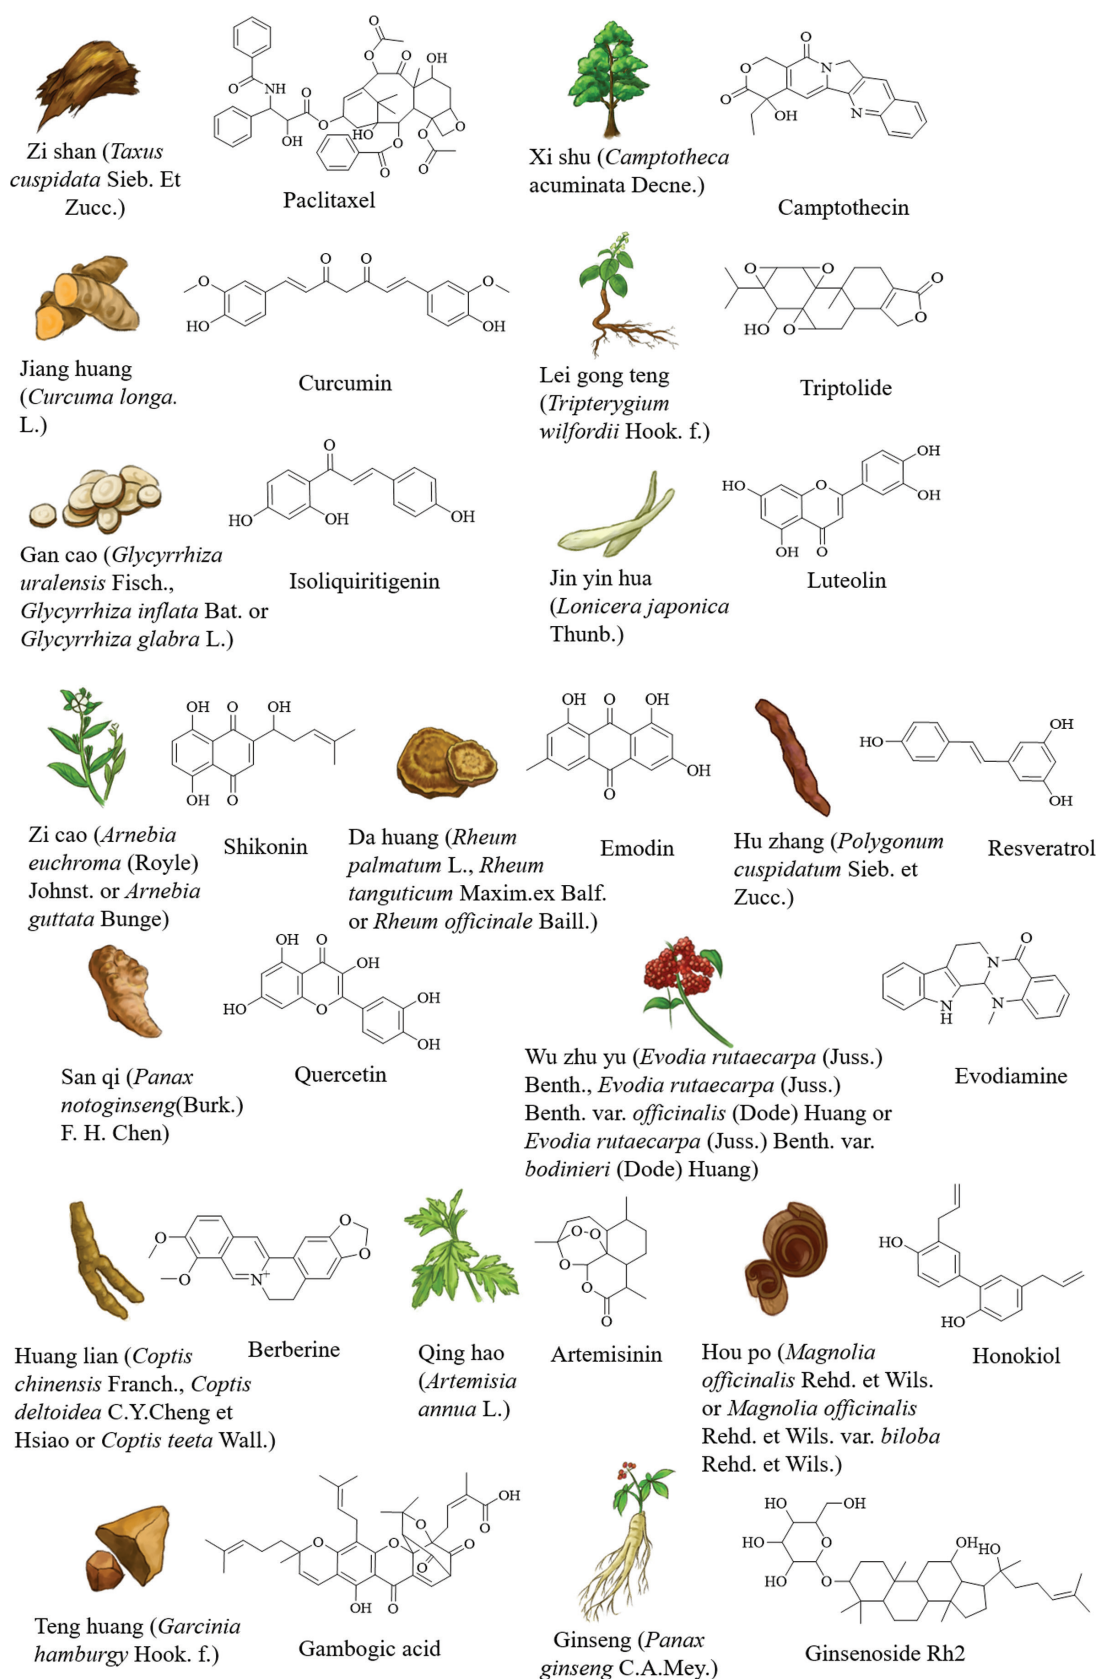 Zi shan (Taxus
cuspidata Sieb. Et
Zucc.)
Paclitaxel
Xi shu (Camptotheca
acuminata Decne.)
Camptothecin
Jiang huang
(Curcuma longa.
L.)
Curcumin
Lei gong teng
(Tripterygium
wilfordii Hook. f.)
Triptolide
Gan cao (Glycyrrhiza
uralensis Fisch.,
Glycyrrhiza inflata Bat. or
Glycyrrhiza glabra L.)
Isoliquiritigenin
Jin yin hua
(Lonicera japonica
Thunb.)
Luteolin
Zi cao (Arnebia
euchroma (Royle)
Johnst. or Arnebia
guttata Bunge)
Shikonin
Da huang (Rheum
palmatum L., Rheum
tanguticum Maxim.ex Balf.
or Rheum officinale Baill.)
Emodin
Hu zhang (Polygonum
cuspidatum Sieb. et
Zucc.)
Resveratrol
San qi (Panax
notoginseng(Burk.)
F. H. Chen)
Quercetin
Wu zhu yu (Evodia rutaecarpa (Juss.)
Benth., Evodia rutaecarpa (Juss.)
Benth. var. officinalis (Dode) Huang or
Evodia rutaecarpa (Juss.) Benth. var.
bodinieri (Dode) Huang)
Evodiamine
Huang lian (Coptis
chinensis Franch., Coptis
deltoidea C.Y.Cheng et
Hsiao or Coptis teeta Wall.)
Berberine
Qing hao
(Artemisia
annua L.)
Artemisinin
Hou po (Magnolia
officinalis Rehd. et Wils.
or Magnolia officinalis
Rehd. et Wils. var. biloba
Rehd. et Wils.)
Honokiol
Teng huang (Garcinia
hamburgy Hook. f.)
Gambogic acid
Ginseng (Panax
ginseng C.A.Mey.)
Ginsenoside Rh2